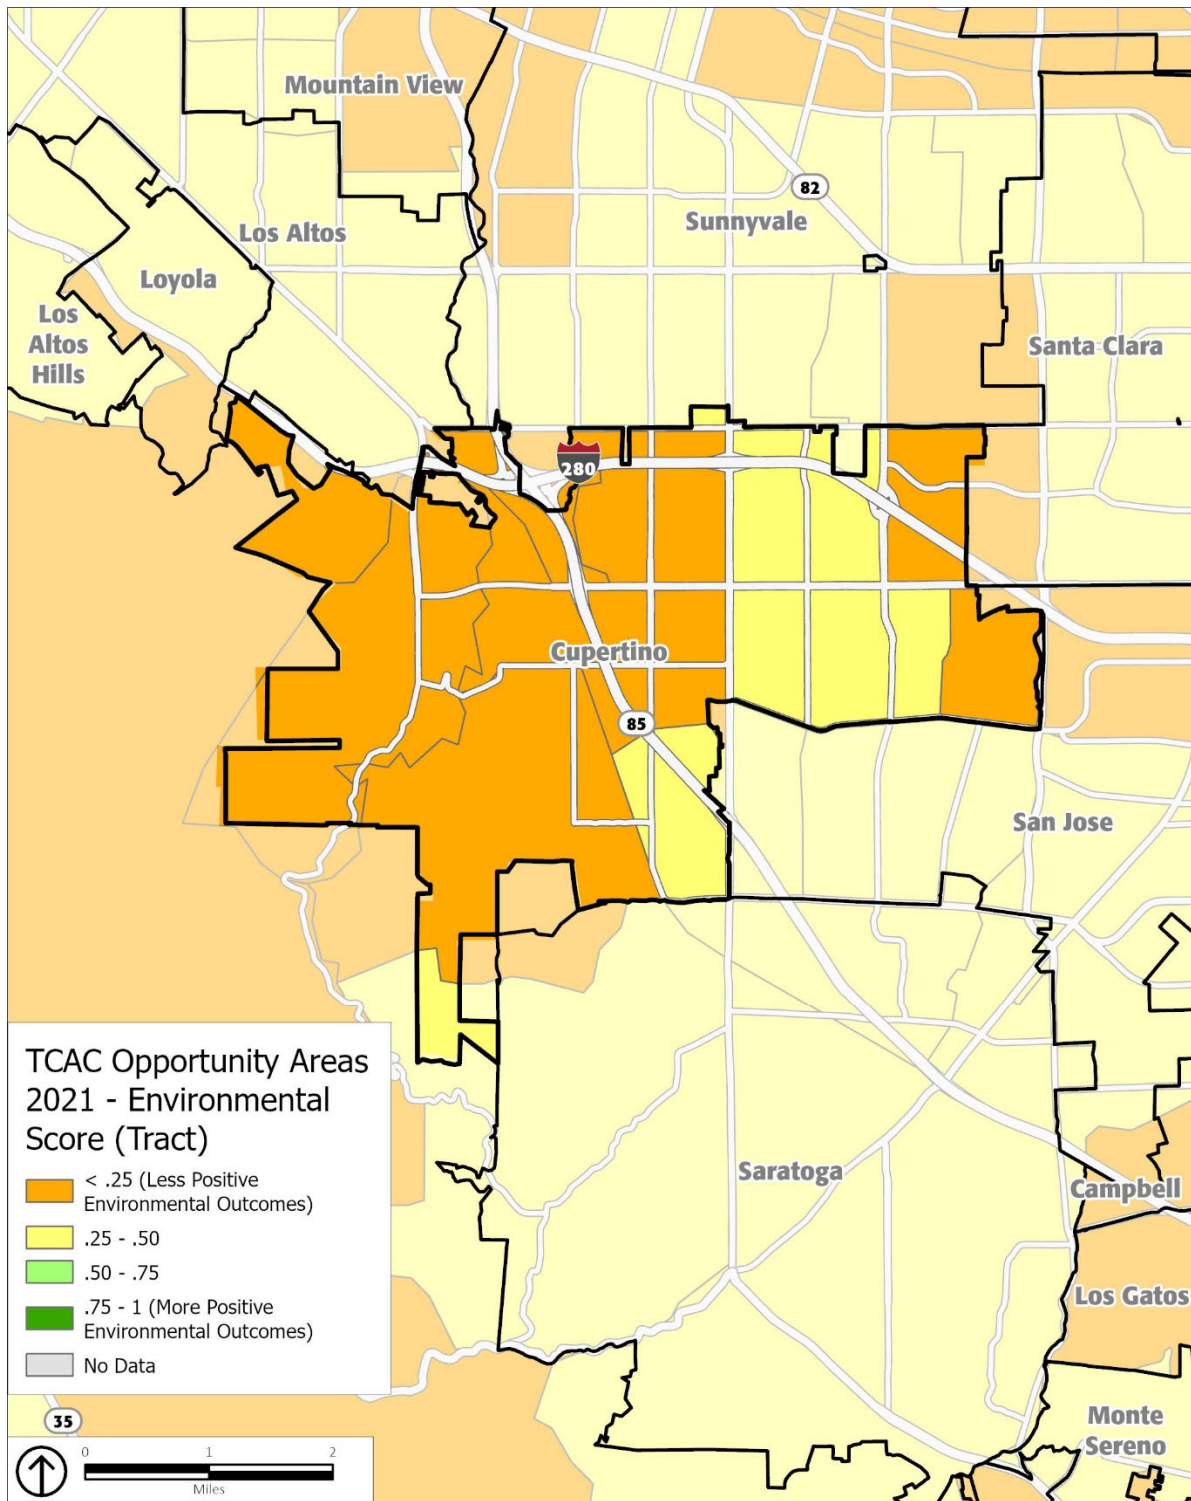 Mountain View
82
Sunnyvale
Los Altos
Loyola
Los
Altos
Hills
Santa Clara
280
Cupertino
85
San Jose
TCAC Opportunity Areas
2021 - Environmental
Score (Tract)
< .25 (Less Positive
Environmental Outcomes)
.25 - .50
.50 - .75
.75 - 1 (More Positive
Environmental Outcomes)
No Data
Saratoga
Campbell
Los Gatos
Monte
Sereno
35
0 1 2
Miles